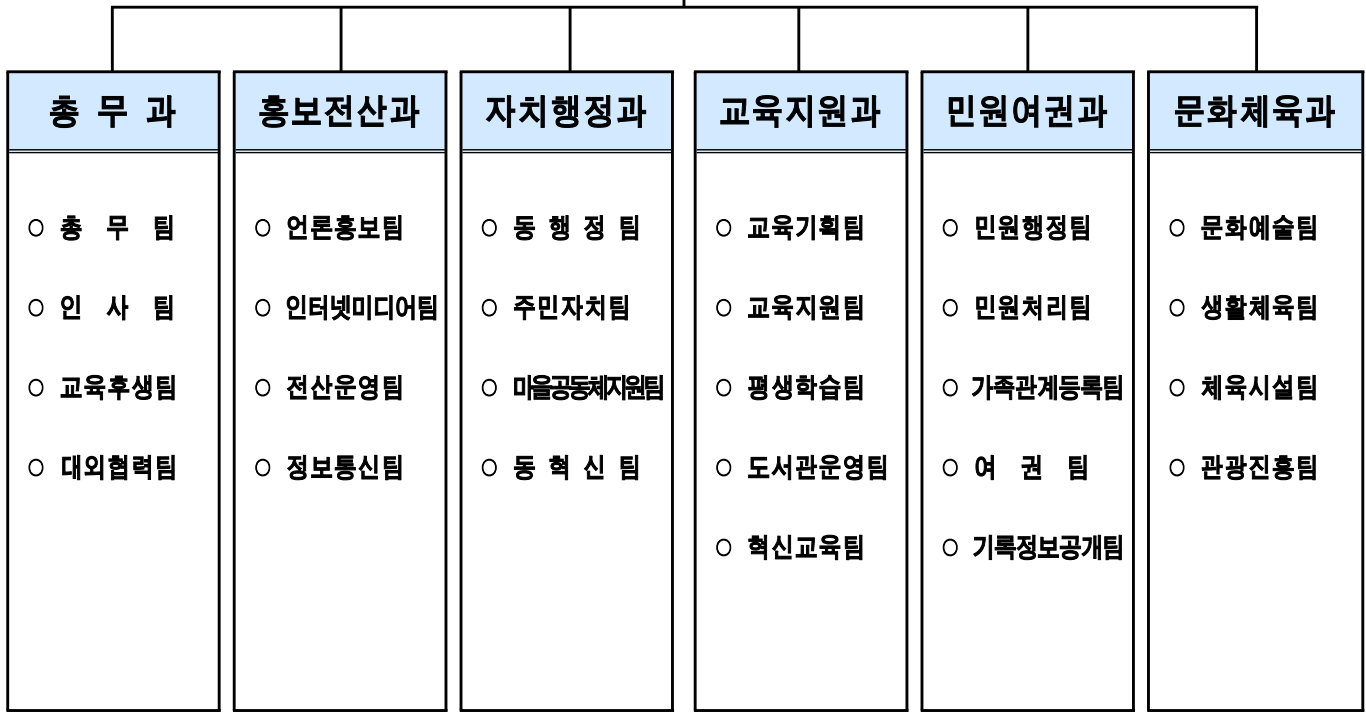 총 무 과
○ 총 무 팀
○ 인 사 팀
○ 교육후생팀
○ 대외협력팀
홍보전산과
○ 언론홍보팀
○ 인터넷미디어팀
○ 전산운영팀
○ 정보통신팀
자치행정과
○ 동 행 정 팀
○ 주민자치팀
○ 마을공동체지원팀
○ 동 혁 신 팀
교육지원과
○ 교육기획팀
○ 교육지원팀
○ 평생학습팀
○ 도서관운영팀
○ 혁신교육팀
민원여권과
○ 민원행정팀
○ 민원처리팀
○ 가족관계등록팀
○ 여 권 팀
○ 기록정보공개팀
문화체육과
○ 문화예술팀
○ 생활체육팀
○ 체육시설팀
○ 관광진흥팀